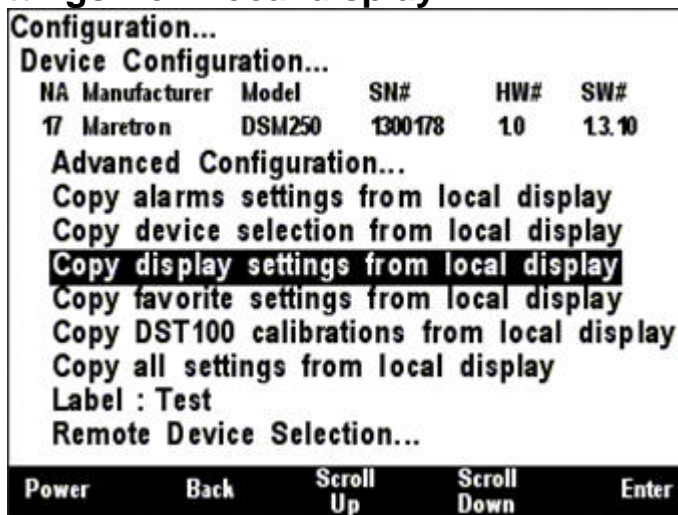 Configuration...
Device Configuration...
NA Manufacturer Model SN# HW# SW#
17 Maretron DSM250 1300178 1.0 1.3.10
Advanced Configuration...
Copy alarms settings from local display
Copy device selection from local display
Copy display settings from local display
Copy favorite settings from local display
Copy DST100 calibrations from local display
Copy all settings from local display
Label : Test
Remote Device Selection...
Power Back Scroll Up Scroll Down Enter